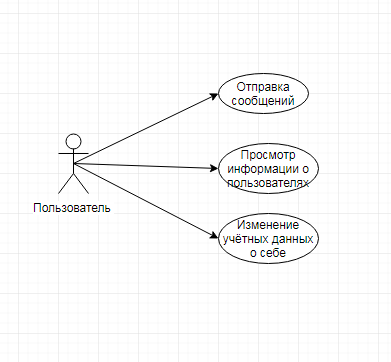 Отправка
сообщений
Просмотр
информации о
пользователях
Пользователь
Изменение
учётных данных
о себе